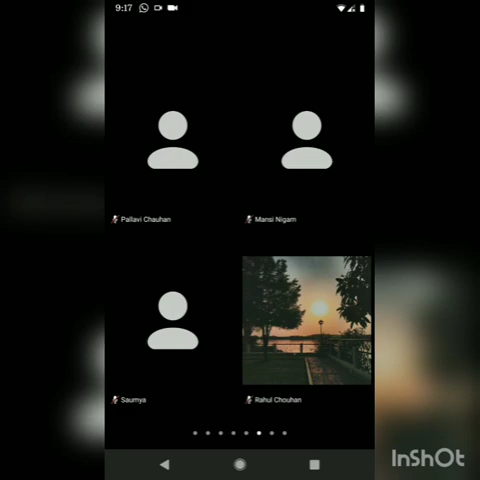 9:17
Pallavi Chauhan
Mansi Nigam
Saumya
Rahul Chouhan
InShOt